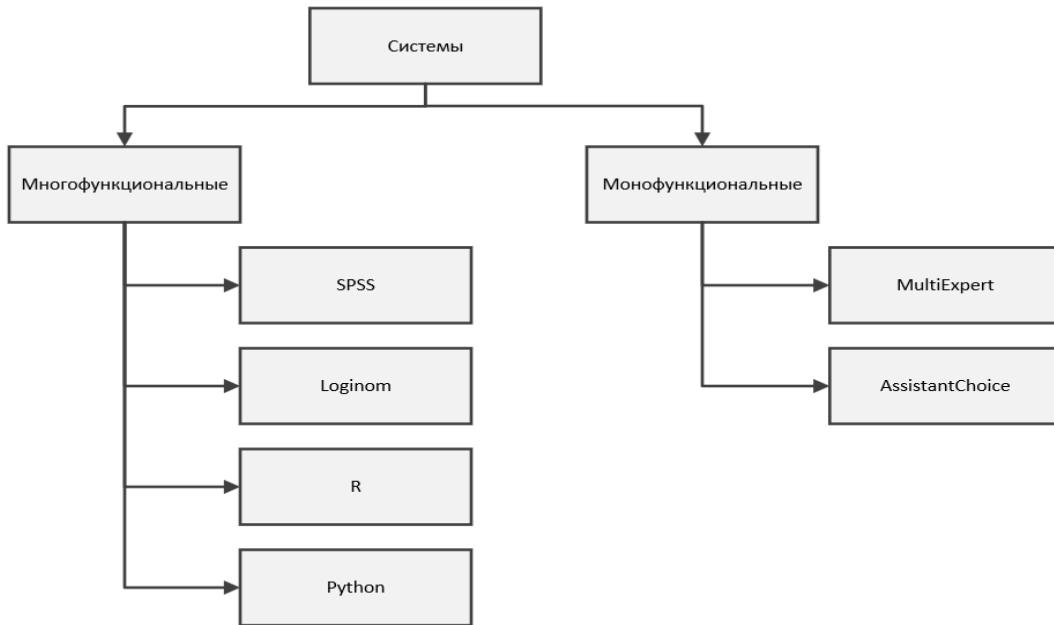 Системы
Многофункциональные
Монофункциональные
SPSS
MultiExpert
Loginom
AssistantChoice
R
Python